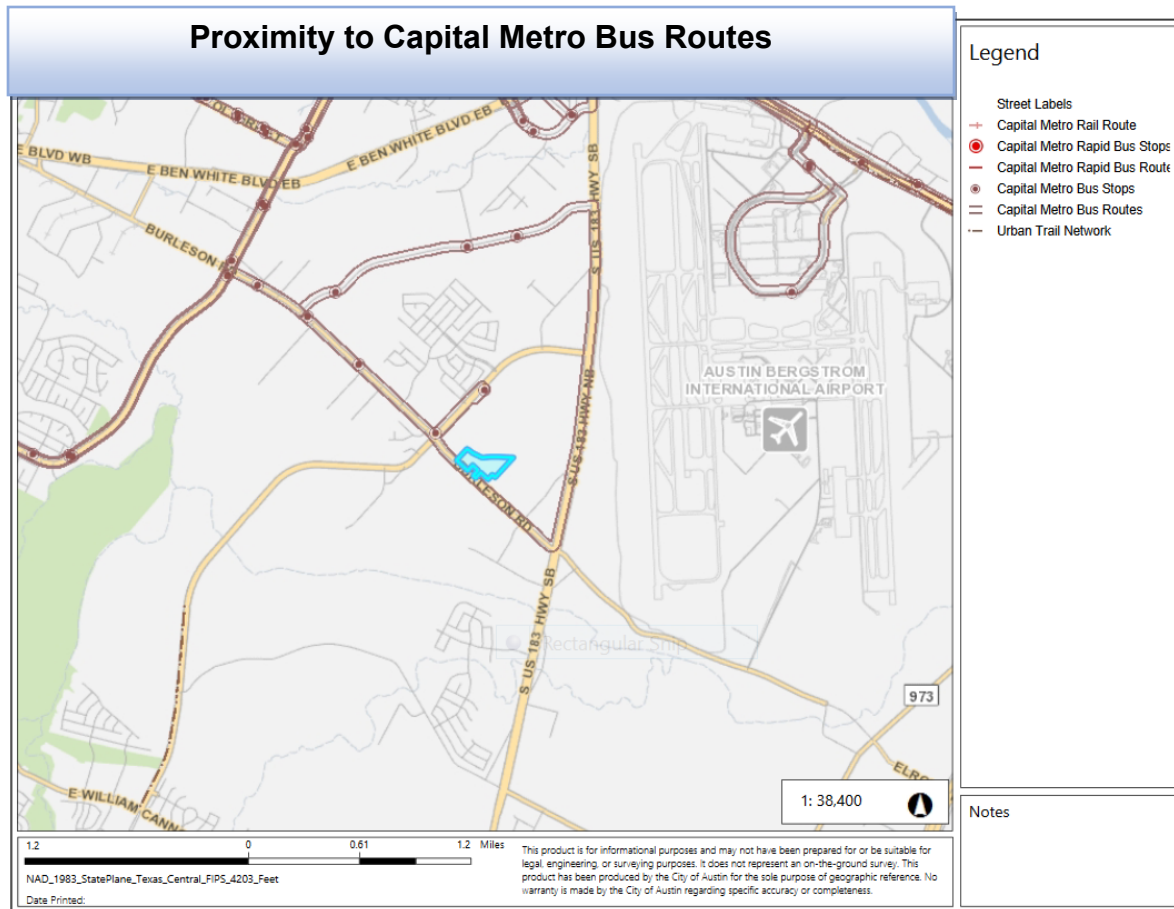 Proximity to Capital Metro Bus Routes
Legend
Street Labels
Capital Metro Rail Route
Capital Metro Rapid Bus Stops
Capital Metro Rapid Bus Route
Capital Metro Bus Stops
Capital Metro Bus Routes
Urban Trail Network
E BLVD WB
E BEN WHITE BLVD EB
E BEN WHITE BLVD EB
S US 183 HWY SB
BURLESON
AUSTIN BERGSTROM
INTERNATIONAL AIRPORT
S US 183 HWY NB
LESON RD
Rectangular Snip
S US 183 HWY SB
973
ELRO
E WILLIAM CANN
1: 38,400
Notes
1.2 0 0.61 1.2 Miles
NAD_1983_StatePlane_Texas_Central_FIPS_4203_Feet
Date Printed:
This product is for informational purposes and may not have been prepared for or be suitable for
legal, engineering, or surveying purposes. It does not represent an on-the-ground survey. This
product has been produced by the City of Austin for the sole purpose of geographic reference. No
warranty is made by the City of Austin regarding specific accuracy or completeness.